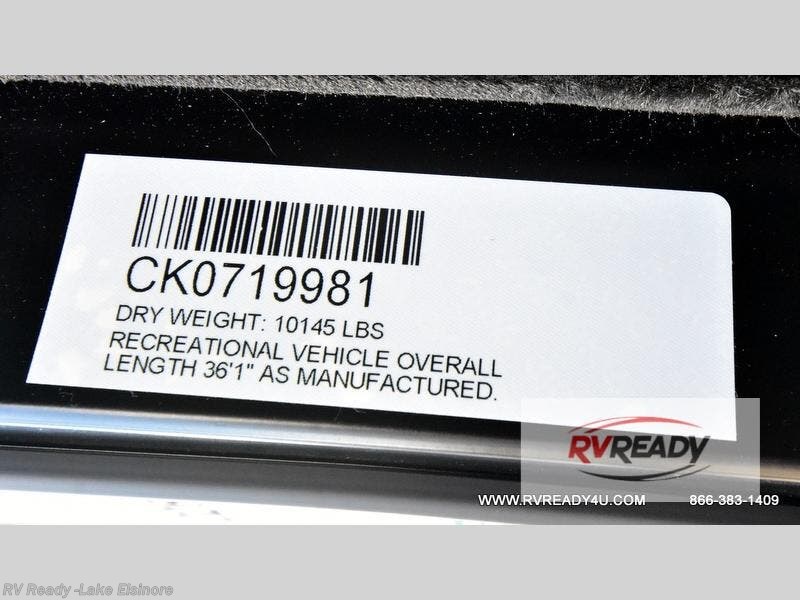 CK0719981
DRY WEIGHT: 10145 LBS
RECREATIONAL VEHICLE OVERALL
LENGTH 36'1" AS MANUFACTURED.
RVREADY
WWW.RVREADY4U.COM 866-383-1409
RV Ready -Lake Elsinore